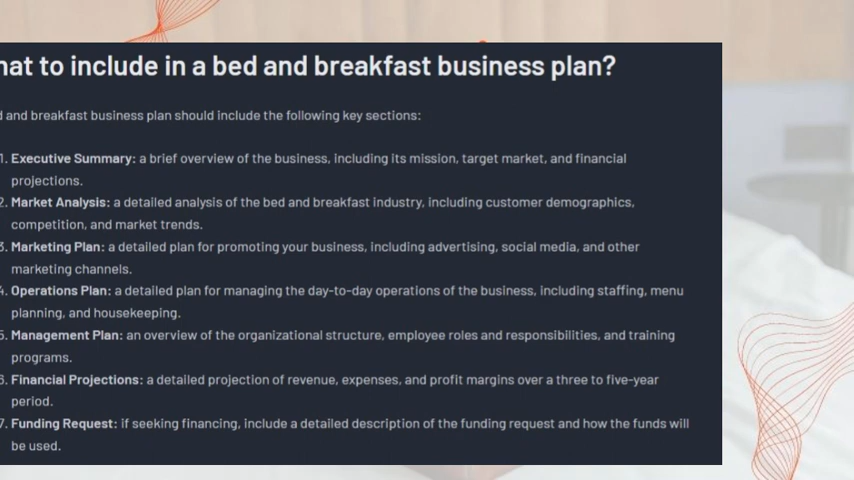 hat to include in a bed and breakfast business plan?
d and breakfast business plan should include the following key sections:
1. Executive Summary: a brief overview of the business, including its mission, target market, and financial
projections.
2. Market Analysis: a detailed analysis of the bed and breakfast industry, including customer demographics,
competition, and market trends.
3. Marketing Plan: a detailed plan for promoting your business, including advertising, social media, and other
marketing channels.
4. Operations Plan: a detailed plan for managing the day-to-day operations of the business, including staffing, menu
planning, and housekeeping.
5. Management Plan: an overview of the organizational structure, employee roles and responsibilities, and training
programs.
6. Financial Projections: a detailed projection of revenue, expenses, and profit margins over a three to five-year
period.
7. Funding Request: if seeking financing, include a detailed description of the funding request and how the funds will
be used.